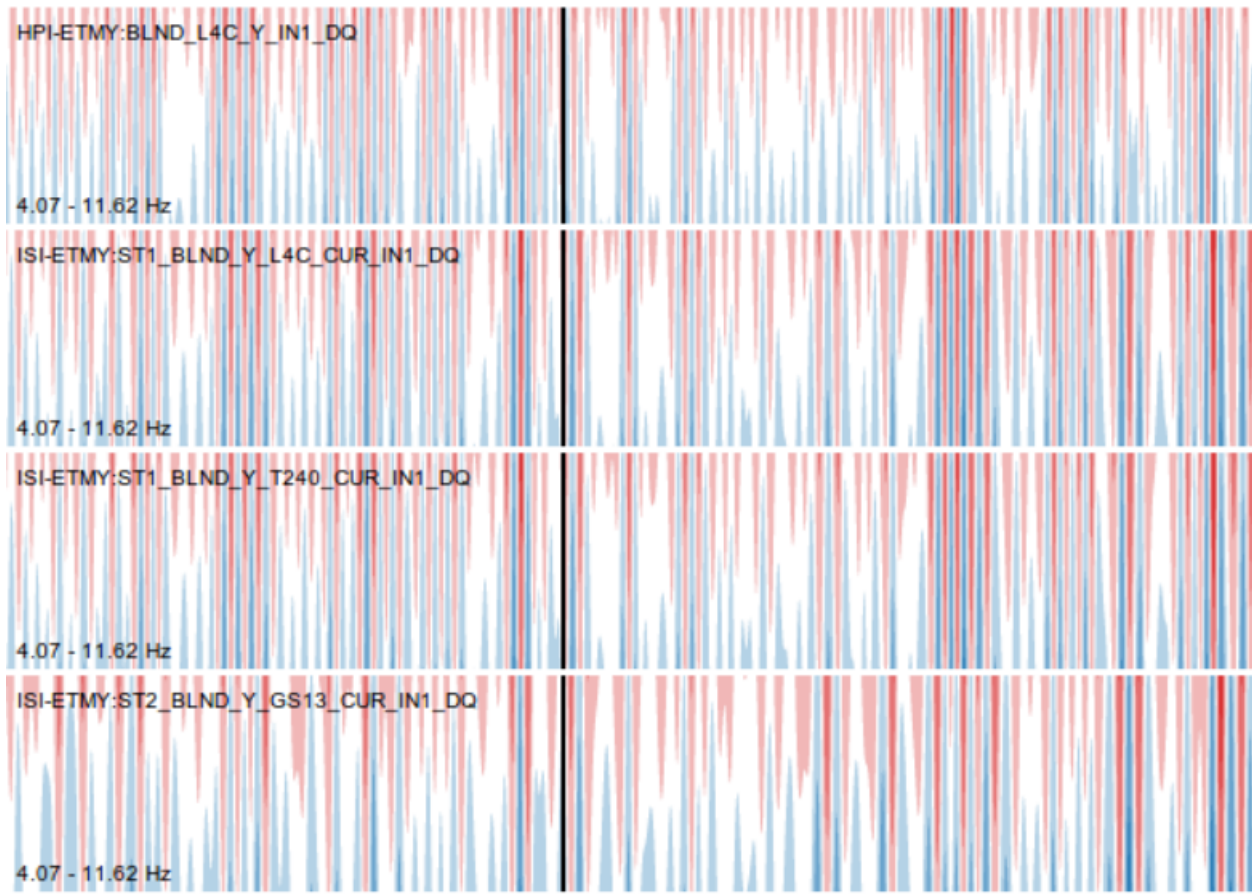 HPI-ETMY:BLND_L4C_Y_IN1_DQ
4.07 - 11.62 Hz
ISI-ETMY:ST1_BLND_Y_L4C_CUR_IN1_DQ
4.07 - 11.62 Hz
ISI-ETMY:ST1_BLND_Y_T240_CUR_IN1_DQ
4.07 - 11.62 Hz
ISI-ETMY:ST2_BLND_Y_GS13_CUR_IN1_DQ
4.07 - 11.62 Hz